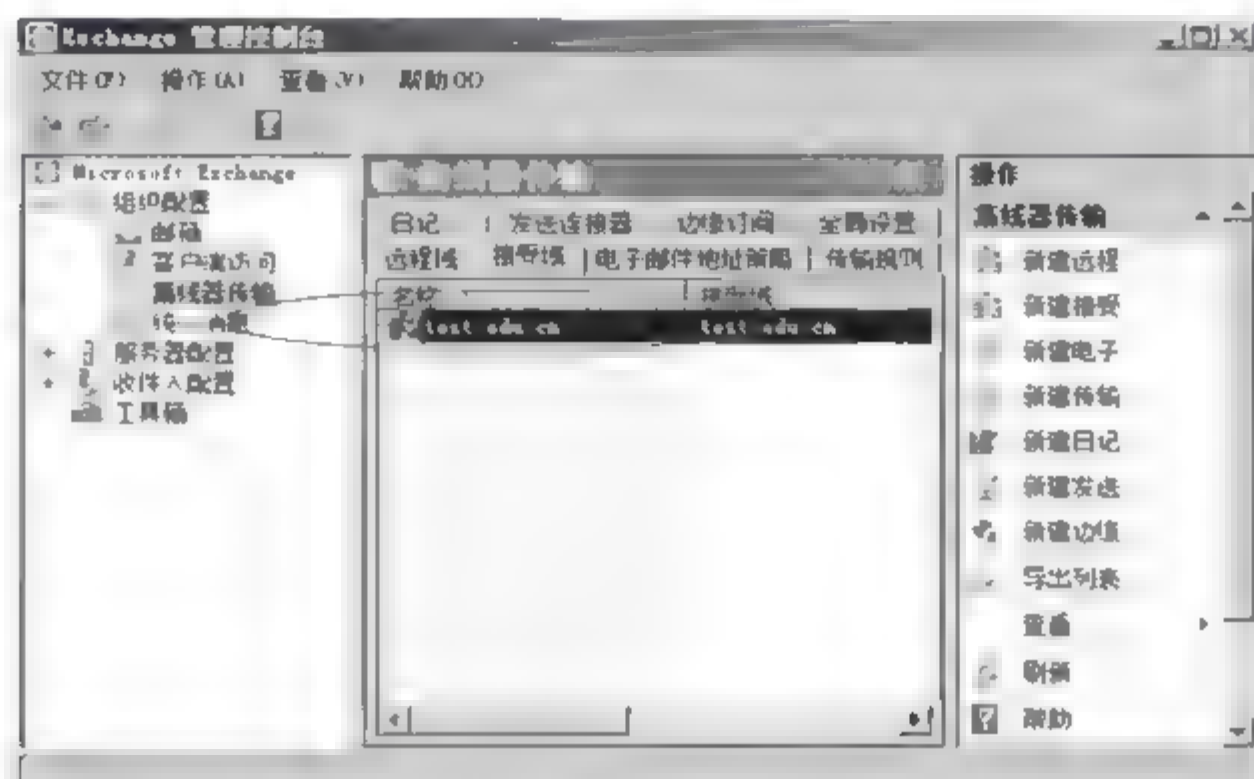 Exchange 管理控制台
文件(F) 操作(A) 查看(V) 帮助(H)
Microsoft Exchange
组织配置
邮箱
客户端访问
集线器传输
统一消息
服务器配置
收件人配置
工具箱
日记 发送连接器 边缘订阅 全局设置
远程域 接受域 电子邮件地址策略 传输规则
名称 接受域
test edu cn test edu cn
操作
集线器传输
新建远程
新建接受
新建电子
新建传输
新建日记
新建发送
新建边缘
导出列表
查看
刷新
帮助